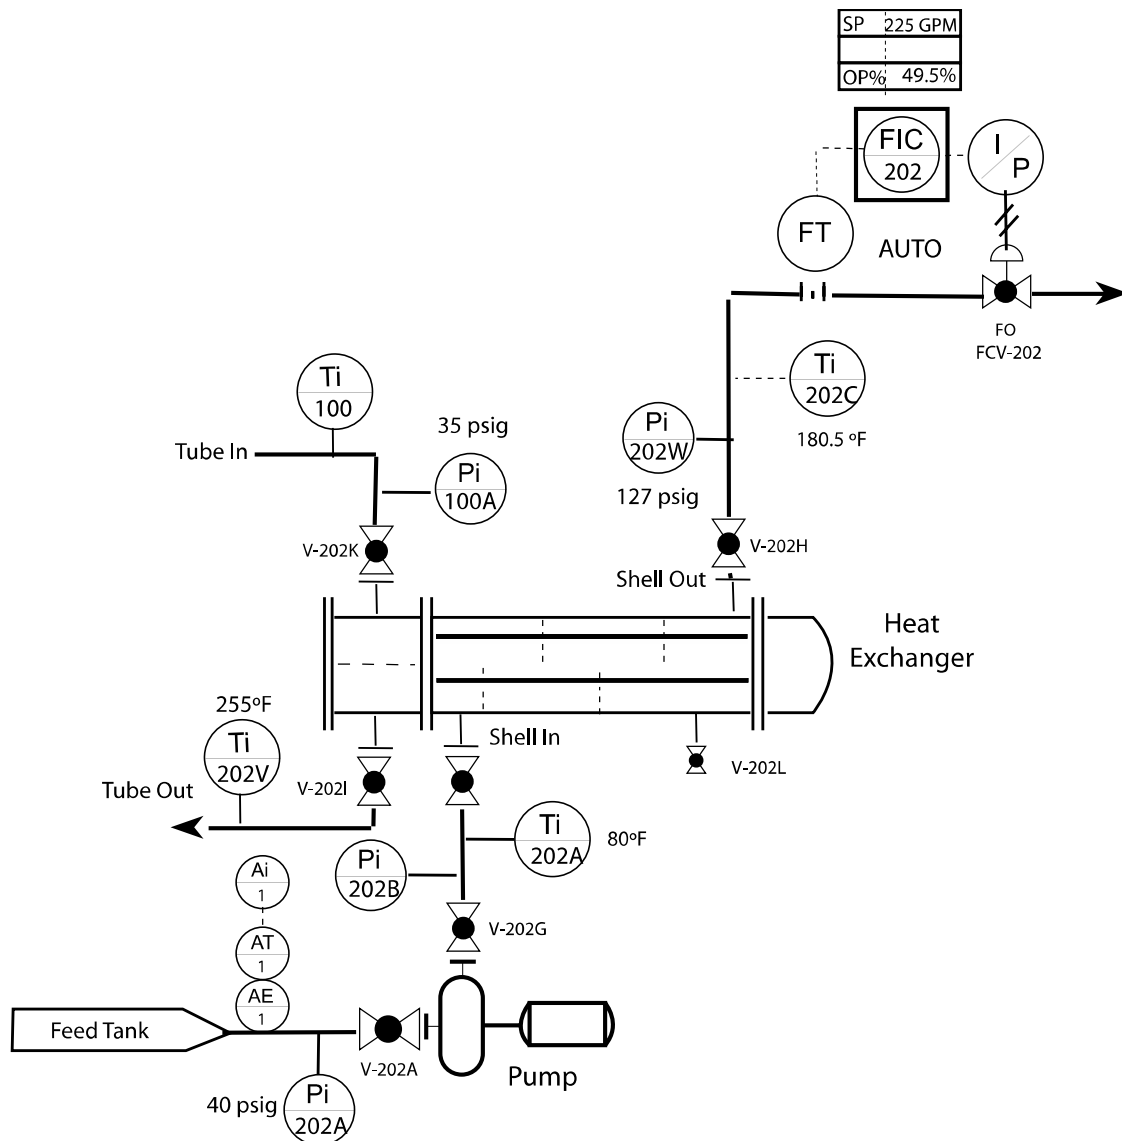 SP 225 GPM
OP% 49.5%
FIC
202
I
P
FT
AUTO
FO
FCV-202
Ti
100
35 psig
Tube In
Pi
100A
V-202K
Ti
202C
180.5 ºF
Pi
202W
127 psig
V-202H
Shell Out
Heat
Exchanger
255ºF
Ti
202V
Tube Out
V-202I
Shell In
V-202L
Ti
202A
80ºF
Pi
202B
V-202G
Ai
1
AT
1
AE
1
Feed Tank
V-202A
Pump
40 psig
Pi
202A